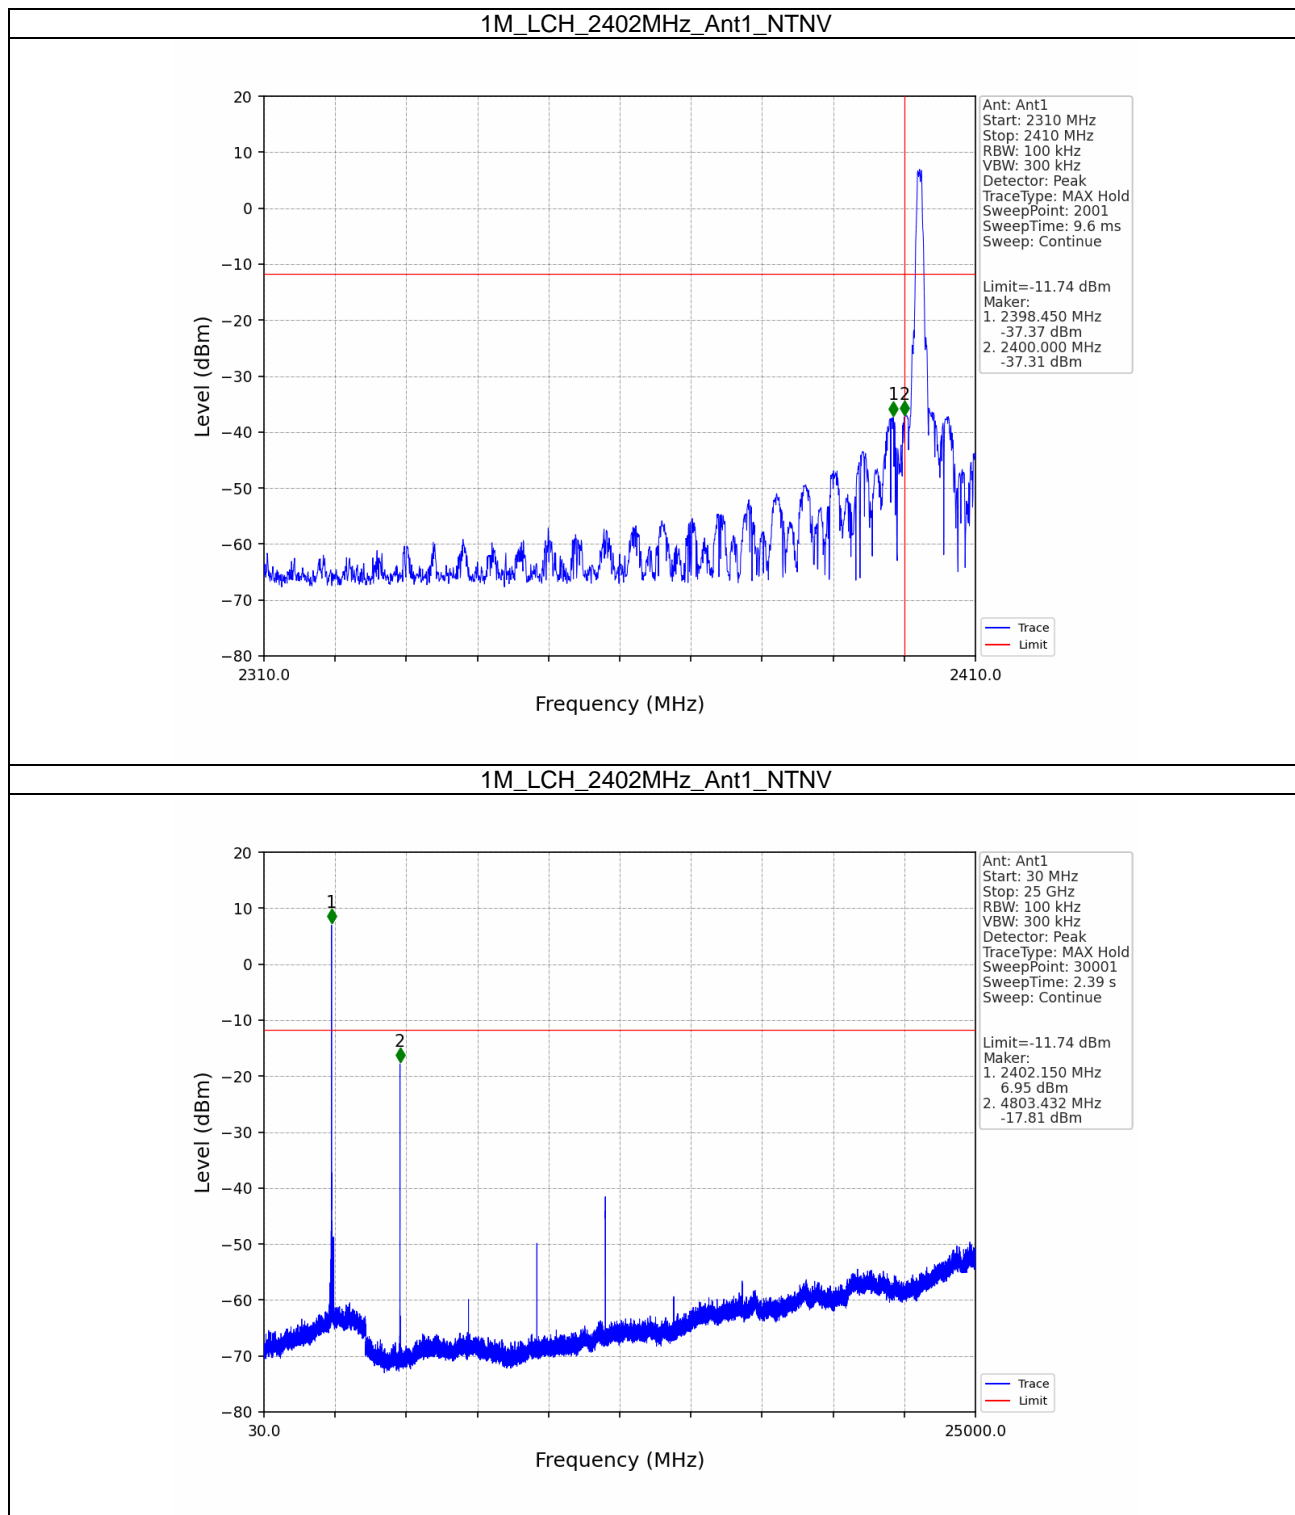 1M_LCH_2402MHz_Ant1_NTNV
20
10
0
−10
−20
−30
−40
−50
−60
−70
−80
Level (dBm)
2310.0
2410.0
Frequency (MHz)
1
2
Ant: Ant1
Start: 2310 MHz
Stop: 2410 MHz
RBW: 100 kHz
VBW: 300 kHz
Detector: Peak
TraceType: MAX Hold
SweepPoint: 2001
SweepTime: 9.6 ms
Sweep: Continue
Limit=-11.74 dBm
Maker:
1. 2398.450 MHz
-37.37 dBm
2. 2400.000 MHz
-37.31 dBm
Trace
Limit
1M_LCH_2402MHz_Ant1_NTNV
20
10
0
−10
−20
−30
−40
−50
−60
−70
−80
Level (dBm)
30.0
25000.0
Frequency (MHz)
1
2
Ant: Ant1
Start: 30 MHz
Stop: 25 GHz
RBW: 100 kHz
VBW: 300 kHz
Detector: Peak
TraceType: MAX Hold
SweepPoint: 30001
SweepTime: 2.39 s
Sweep: Continue
Limit=-11.74 dBm
Maker:
1. 2402.150 MHz
6.95 dBm
2. 4803.432 MHz
-17.81 dBm
Trace
Limit